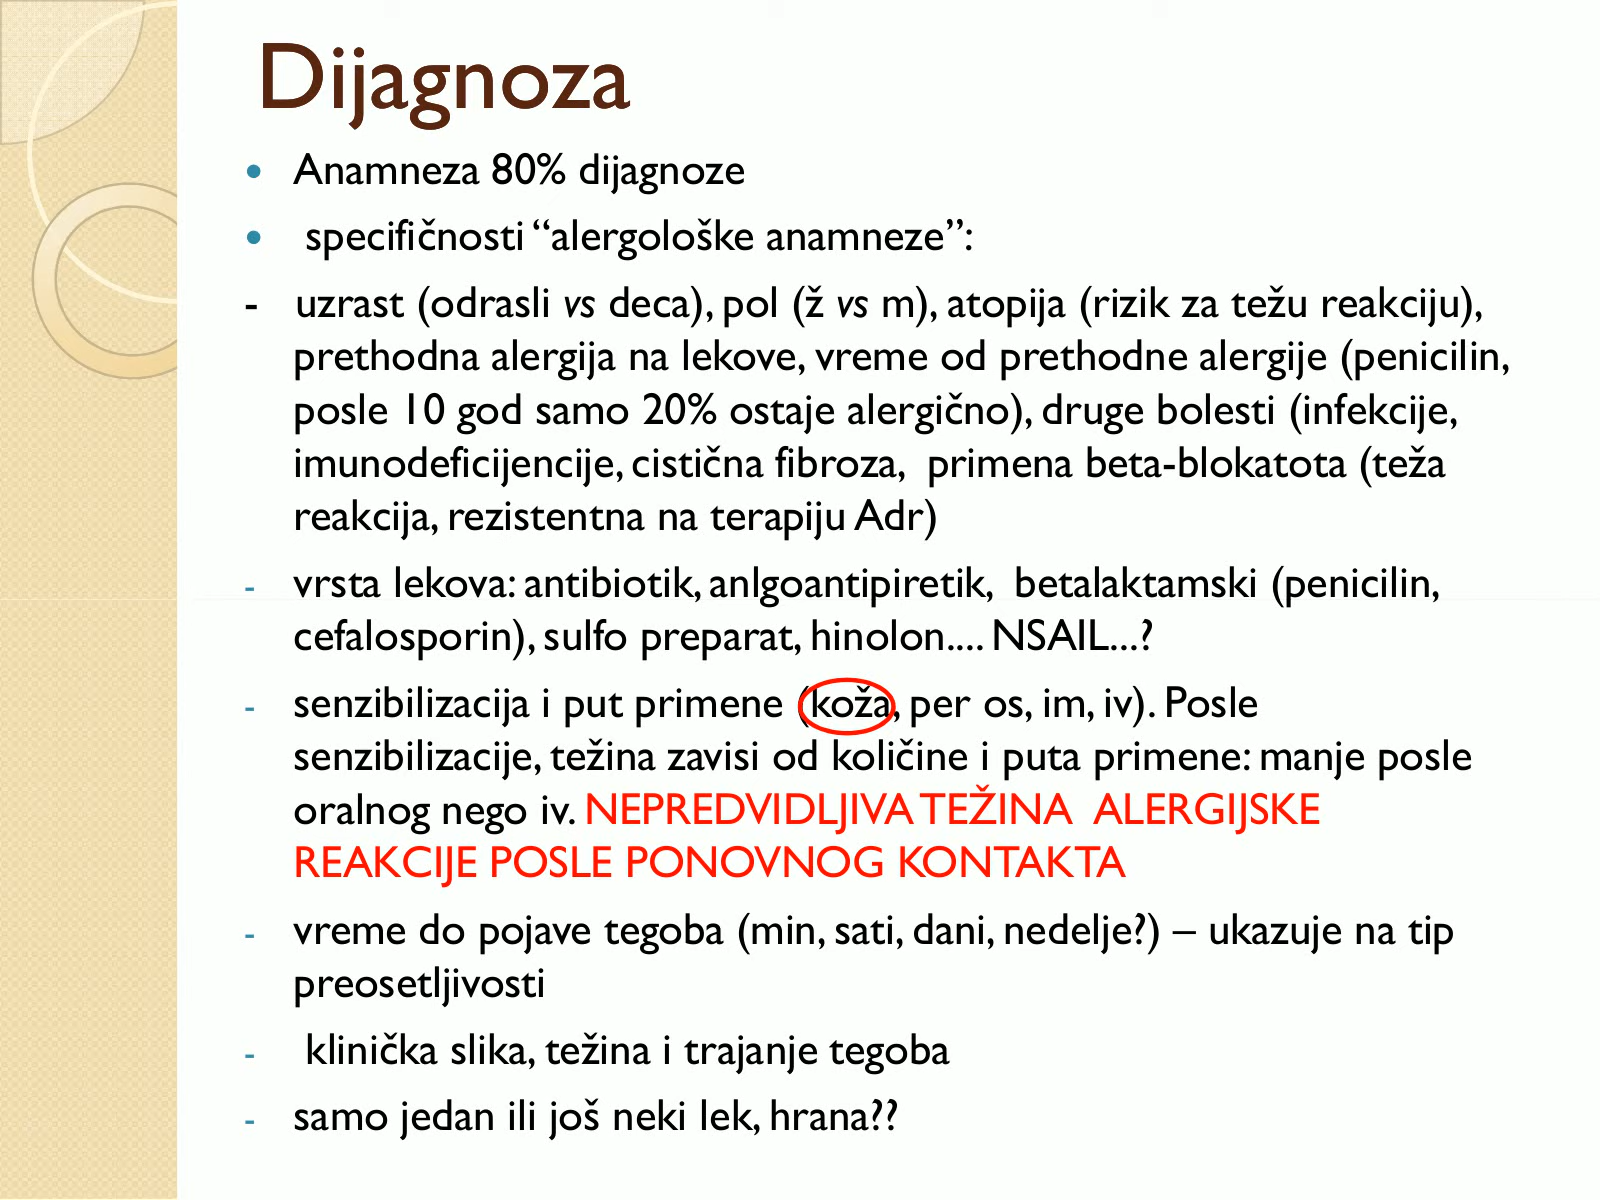 Dijagnoza
• Anamneza 80% dijagnoze
• specifičnosti “alergološke anamneze”:
- uzrast (odrasli vs deca), pol (ž vs m), atopija (rizik za težu reakciju),
prethodna alergija na lekove, vreme od prethodne alergije (penicilin,
posle 10 god samo 20% ostaje alergično), druge bolesti (infekcije,
imunodeficijencije, cistična fibroza, primena beta-blokatota (teža
reakcija, rezistentna na terapiju Adr)
- vrsta lekova: antibiotik, anlgoantipiretik, betalaktamski (penicilin,
cefalosporin), sulfo preparat, hinolon.... NSAIL...?
- senzibilizacija i put primene (koža, per os, im, iv). Posle
senzibilizacije, težina zavisi od količine i puta primene: manje posle
oralnog nego iv. NEPREDVIDLJIVA TEŽINA ALERGIJSKE
REAKCIJE POSLE PONOVNOG KONTAKTA
- vreme do pojave tegoba (min, sati, dani, nedelje?) – ukazuje na tip
preosetljivosti
- klinička slika, težina i trajanje tegoba
- samo jedan ili još neki lek, hrana??